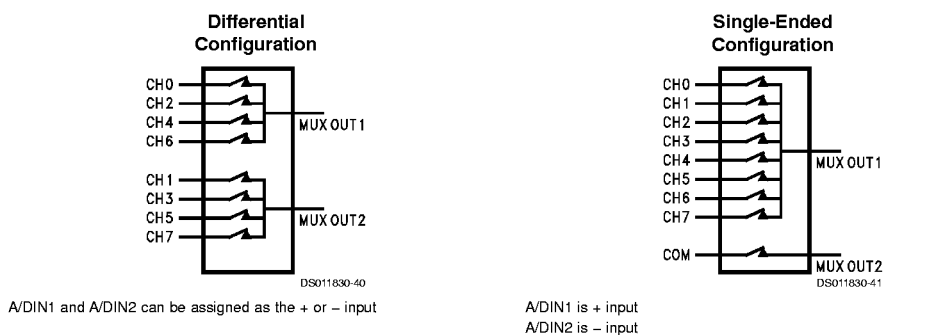 Differential
Configuration
CH0
CH2
CH4
CH6
MUX OUT1
CH1
CH3
CH5
CH7
MUX OUT2
DS011830-40
A/DIN1 and A/DIN2 can be assigned as the + or − input
Single-Ended
Configuration
CH0
CH1
CH2
CH3
CH4
CH5
CH6
CH7
MUX OUT1
COM
MUX OUT2
DS011830-41
A/DIN1 is + input
A/DIN2 is − input